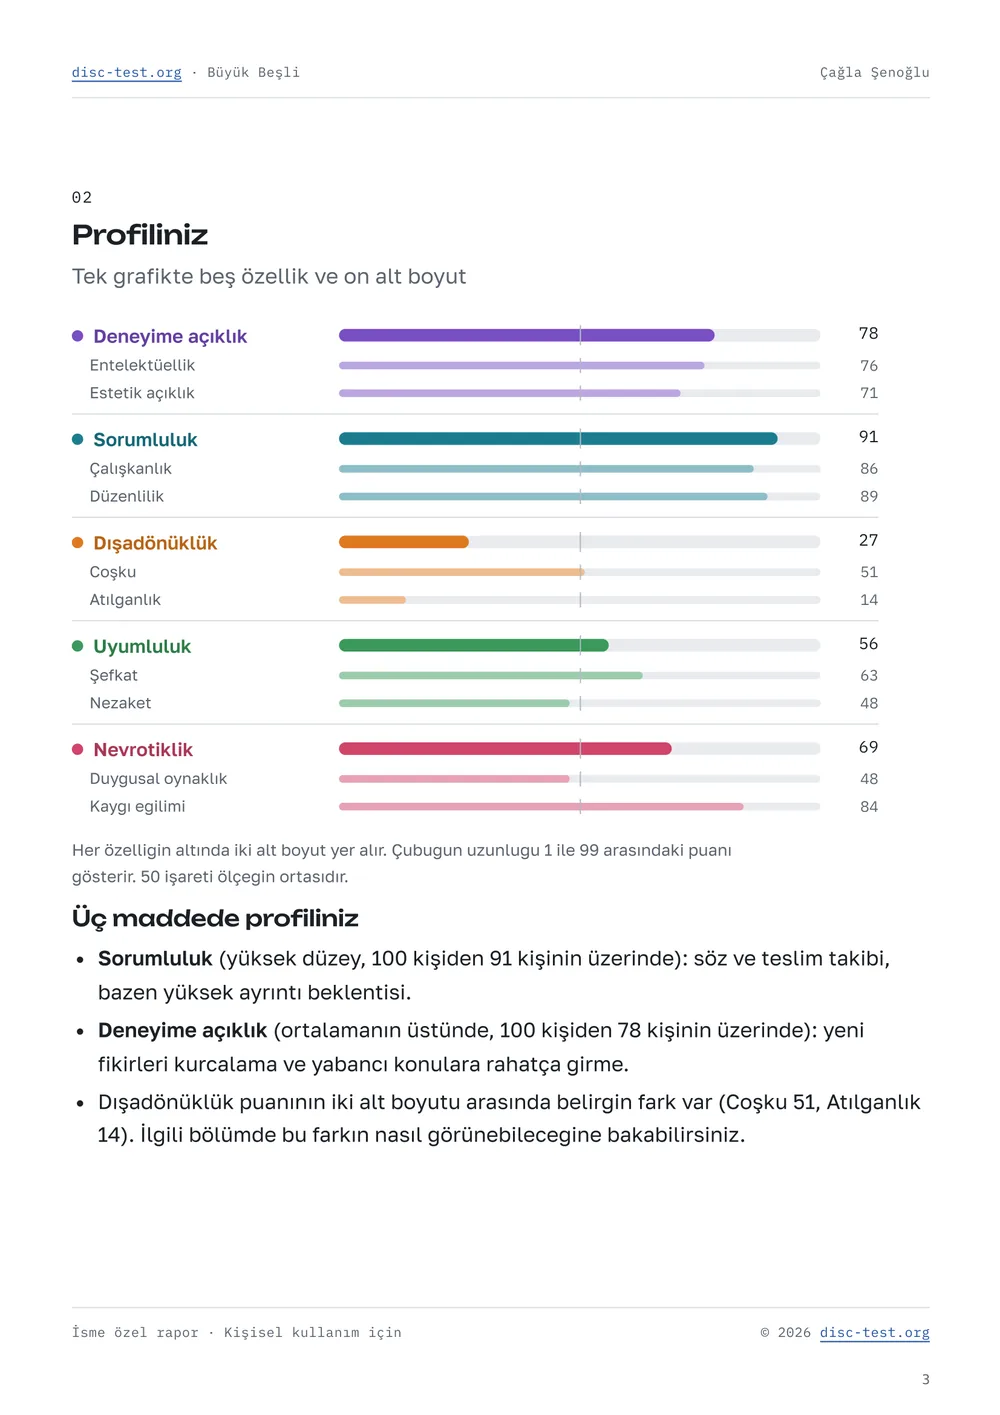 disc-test.org · Büyük Beşli
Çağla Şenoğlu
02
Profiliniz
Tek grafikte beş özellik ve on alt boyut
Deneyime açıklık 78
Entelektüellik 76
Estetik açıklık 71
Sorumluluk 91
Çalışkanlık 86
Düzenlilik 89
Dışadönüklük 27
Coşku 51
Atılganlık 14
Uyumluluk 56
Şefkat 63
Nezaket 48
Nevrotiklik 69
Duygusal oynaklık 48
Kaygı egilimi 84
Her özelligin altında iki alt boyut yer alır. Çubugun uzunlugu 1 ile 99 arasındaki puanı
gösterir. 50 işareti ölçegin ortasıdır.
Üç maddede profiliniz
• Sorumluluk (yüksek düzey, 100 kişiden 91 kişinin üzerinde): söz ve teslim takibi,
bazen yüksek ayrıntı beklentisi.
• Deneyime açıklık (ortalamanın üstünde, 100 kişiden 78 kişinin üzerinde): yeni
fikirleri kurcalama ve yabancı konulara rahatça girme.
• Dışadönüklük puanının iki alt boyutu arasında belirgin fark var (Coşku 51, Atılganlık
14). İlgili bölümde bu farkın nasıl görünebilecegine bakabilirsiniz.
İsme özel rapor · Kişisel kullanım için
© 2026 disc-test.org
3